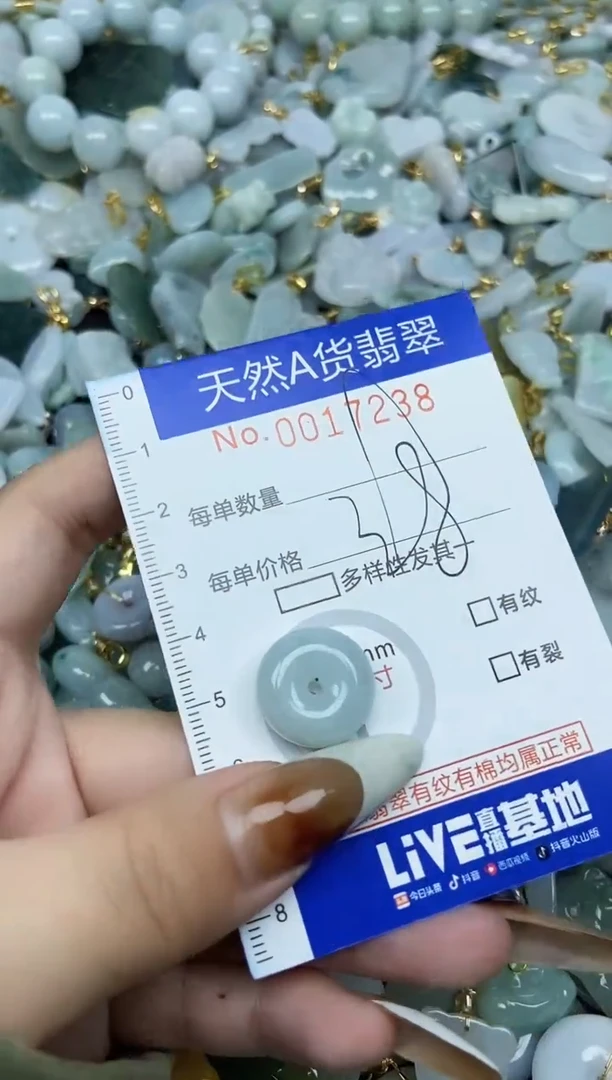 天然A货翡翠
No.0017238
0
1
2
3
4
5
8
每单数量
每单价格
多样性发其一
有纹
有裂
mm
寸
翡翠有纹有棉均属正常
LiVE直播基地
今日头条 抖音 西瓜视频 抖音火山版